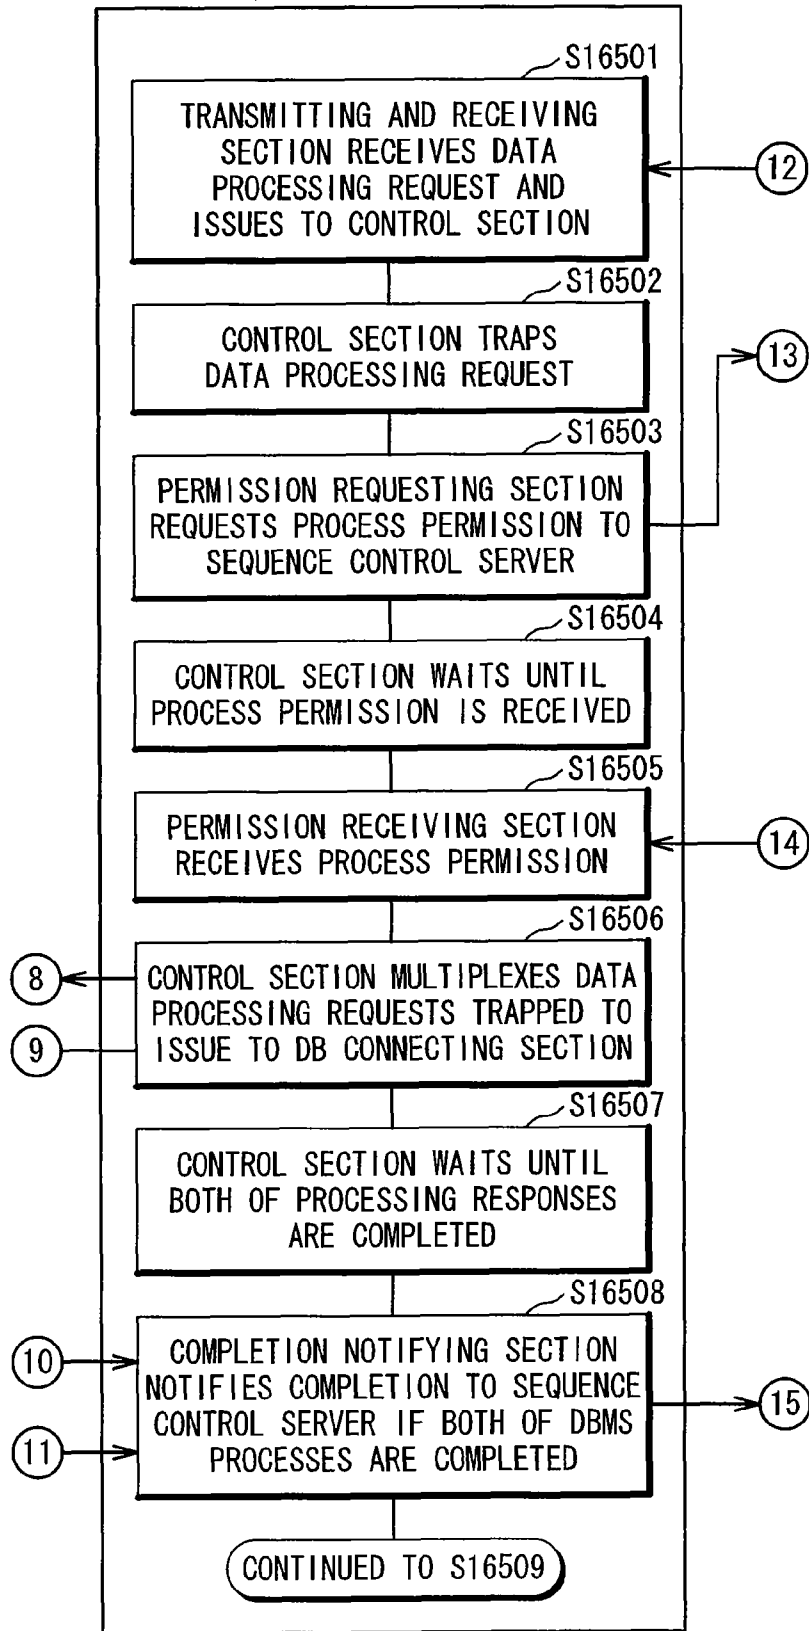 S16501
TRANSMITTING AND RECEIVING
SECTION RECEIVES DATA
PROCESSING REQUEST AND
ISSUES TO CONTROL SECTION
12
S16502
CONTROL SECTION TRAPS
DATA PROCESSING REQUEST
13
S16503
PERMISSION REQUESTING SECTION
REQUESTS PROCESS PERMISSION TO
SEQUENCE CONTROL SERVER
S16504
CONTROL SECTION WAITS UNTIL
PROCESS PERMISSION IS RECEIVED
S16505
PERMISSION RECEIVING SECTION
RECEIVES PROCESS PERMISSION
14
S16506
8
CONTROL SECTION MULTIPLEXES DATA
PROCESSING REQUESTS TRAPPED TO
ISSUE TO DB CONNECTING SECTION
9
S16507
CONTROL SECTION WAITS UNTIL
BOTH OF PROCESSING RESPONSES
ARE COMPLETED
S16508
10
COMPLETION NOTIFYING SECTION
NOTIFIES COMPLETION TO SEQUENCE
CONTROL SERVER IF BOTH OF DBMS
PROCESSES ARE COMPLETED
15
11
CONTINUED TO S16509